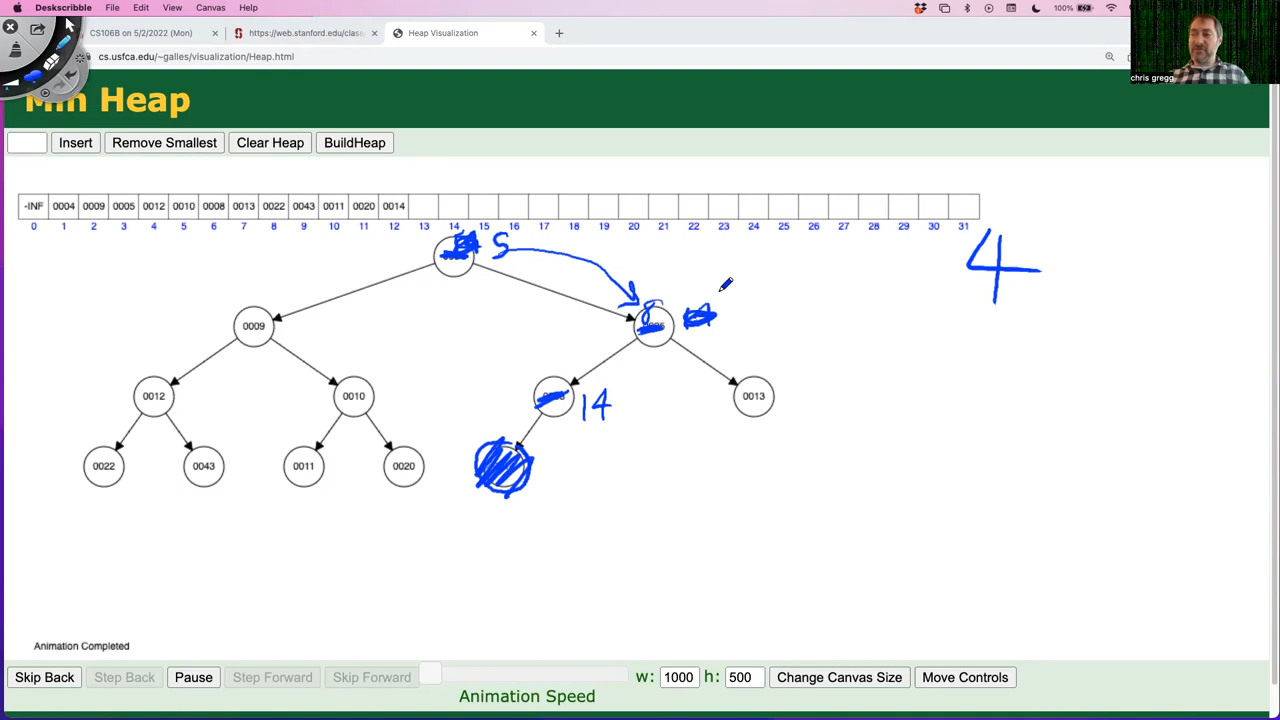 Deskscribble File Edit View Canvas Help 100%
CS106B on 5/2/2022 (Mon) https://web.stanford.edu/class Heap Visualization
cs.usfca.edu/~galles/visualization/Heap.html
chris gregg
Min Heap
Insert Remove Smallest Clear Heap BuildHeap
-INF 0004 0009 0005 0012 0010 0008 0013 0022 0043 0011 0020 0014
0 1 2 3 4 5 6 7 8 9 10 11 12 13 14 15 16 17 18 19 20 21 22 23 24 25 26 27 28 29 30 31
5 4
8
0009
0012 0010 14 0013
0022 0043 0011 0020
Animation Completed
Skip Back Step Back Pause Step Forward Skip Forward w: 1000 h: 500 Change Canvas Size Move Controls
Animation Speed